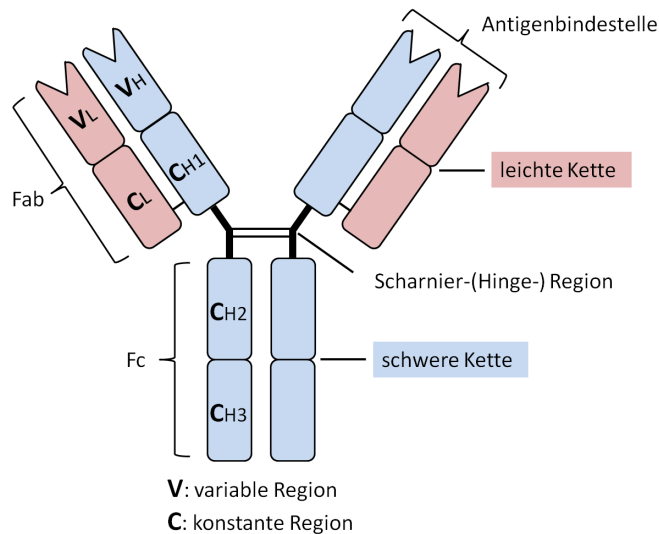 Antigenbindestelle
VH
VL
CH1
CL
Fab
leichte Kette
Scharnier-(Hinge-) Region
CH2
Fc
schwere Kette
CH3
V: variable Region
C: konstante Region